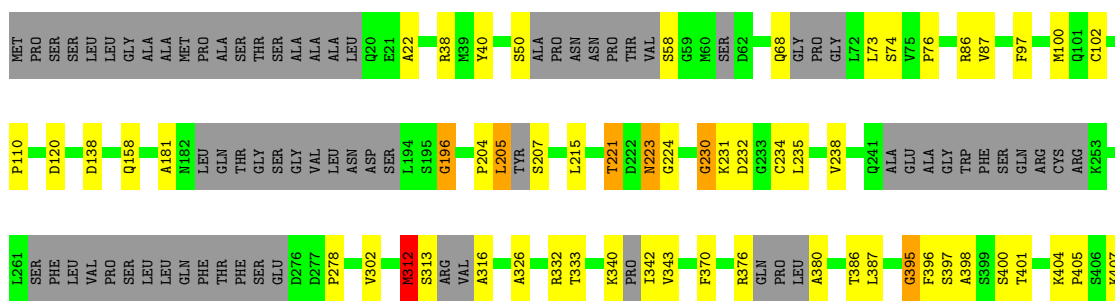 MET PRO SER SER LEU LEU GLY ALA ALA MET PRO ALA SER THR SER ALA ALA ALA LEU Q20 E21 A22 R38 M39 Y40 S50 ALA PRO ASN ASN PRO THR VAL S58 G59 M60 SER D62 Q68 GLY PRO GLY L72 L73 S74 V75 P76 R86 V87 F97 M100 Q101 C102
P110 D120 D138 Q158 A181 N182 LEU GLN THR GLY SER GLY VAL LEU ASN ASP SER L194 S195 G196 P204 L205 TYR S207 L215 T221 D222 N223 G224 G230 K231 D232 G233 C234 L235 V238 Q241 ALA GLU ALA GLY TRP PHE SER GLN ARG CYS ARG K253
L261 SER PHE LEU VAL PRO SER LEU LEU GLN PHE THR PHE SER GLU D276 D277 P278 V302 M312 S313 ARG VAL A316 A326 R332 T333 K340 PRO I342 V343 F370 R376 GLN PRO LEU A380 T386 L387 G395 F396 S397 A398 S399 S400 T401 K404 P405 S406